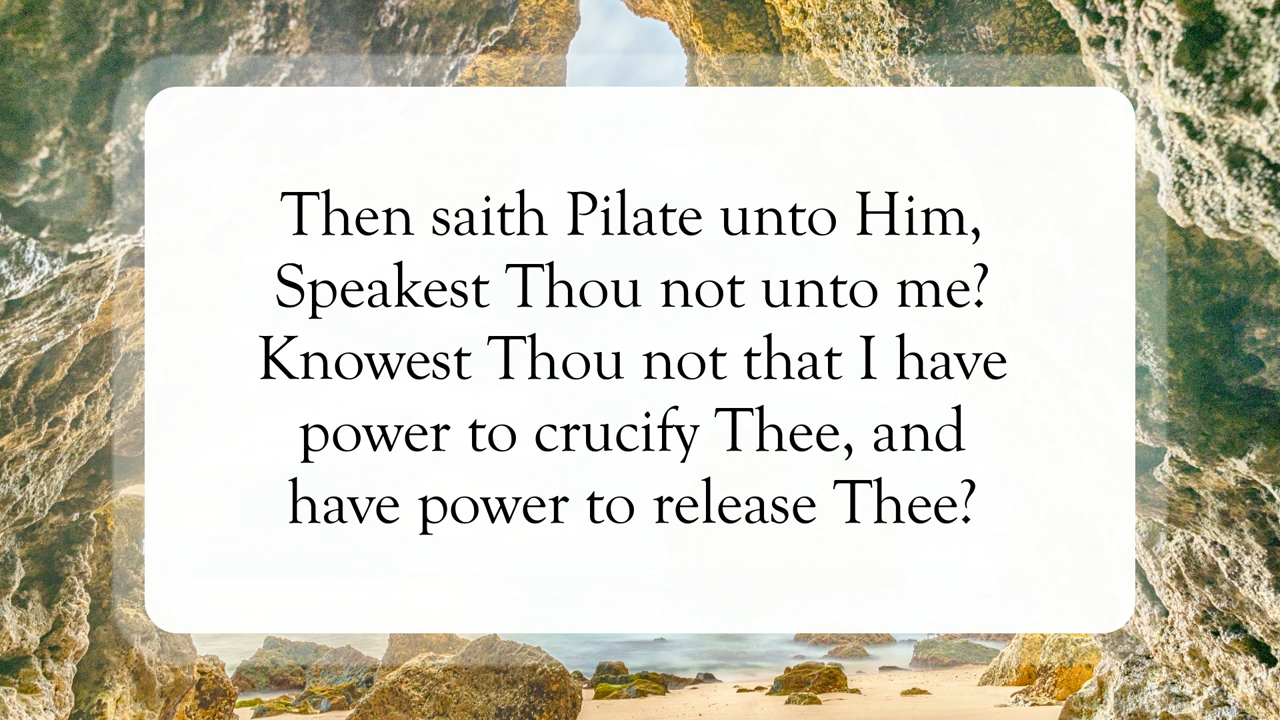 Then saith Pilate unto Him,
Speakest Thou not unto me?
Knowest Thou not that I have
power to crucify Thee, and
have power to release Thee?